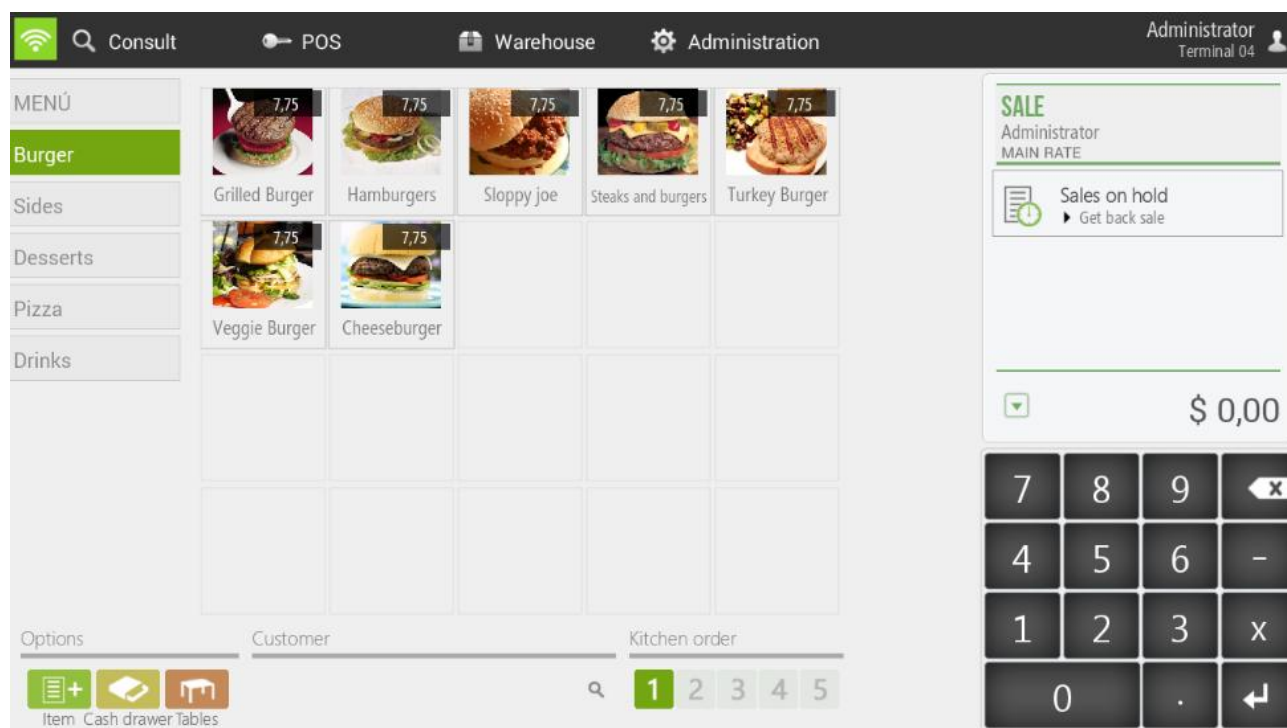 Consult
POS
Warehouse
Administration
Administrator
Terminal 04
MENÚ
Burger
Sides
Desserts
Pizza
Drinks
7,75
7,75
7,75
7,75
7,75
Grilled Burger
Hamburgers
Sloppy joe
Steaks and burgers
Turkey Burger
7,75
7,75
Veggie Burger
Cheeseburger
SALE
Administrator
MAIN RATE
Sales on hold
Get back sale
$ 0,00
7 8 9 x
4 5 6 -
1 2 3 x
0 .
Options
Customer
Kitchen order
1 2 3 4 5
Item Cash drawer Tables